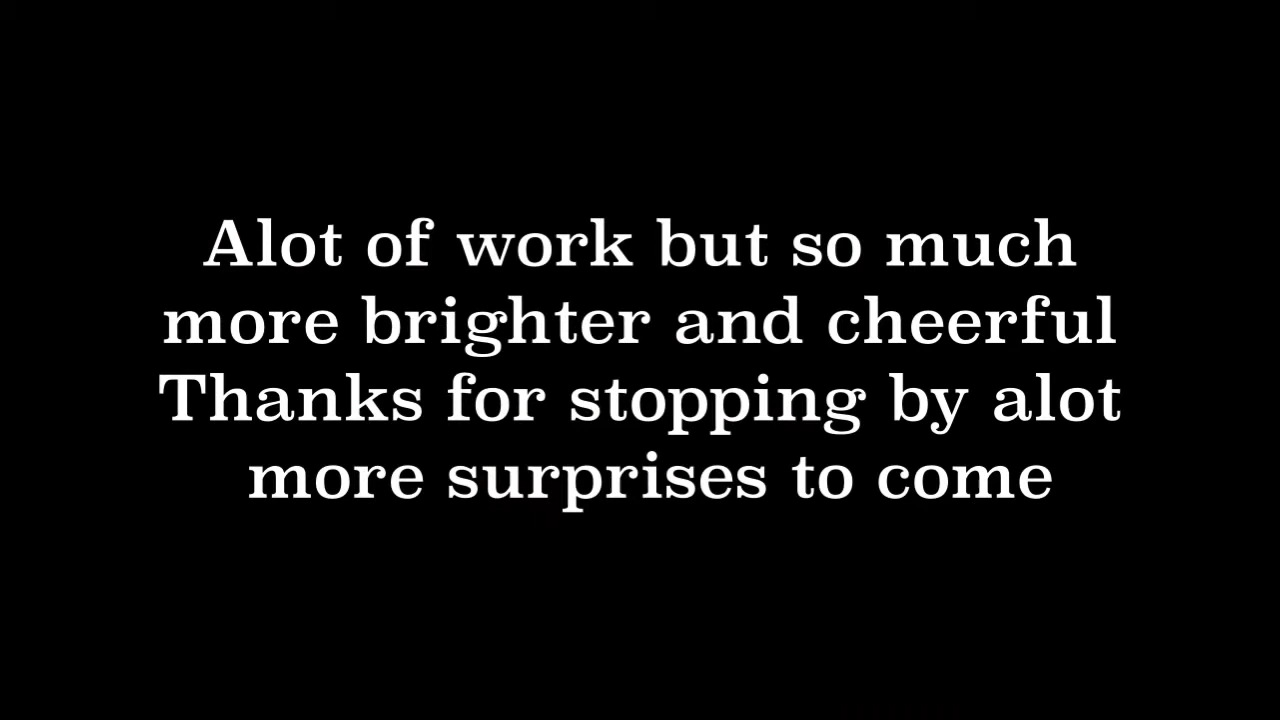 Alot of work but so much
more brighter and cheerful
Thanks for stopping by alot
more surprises to come